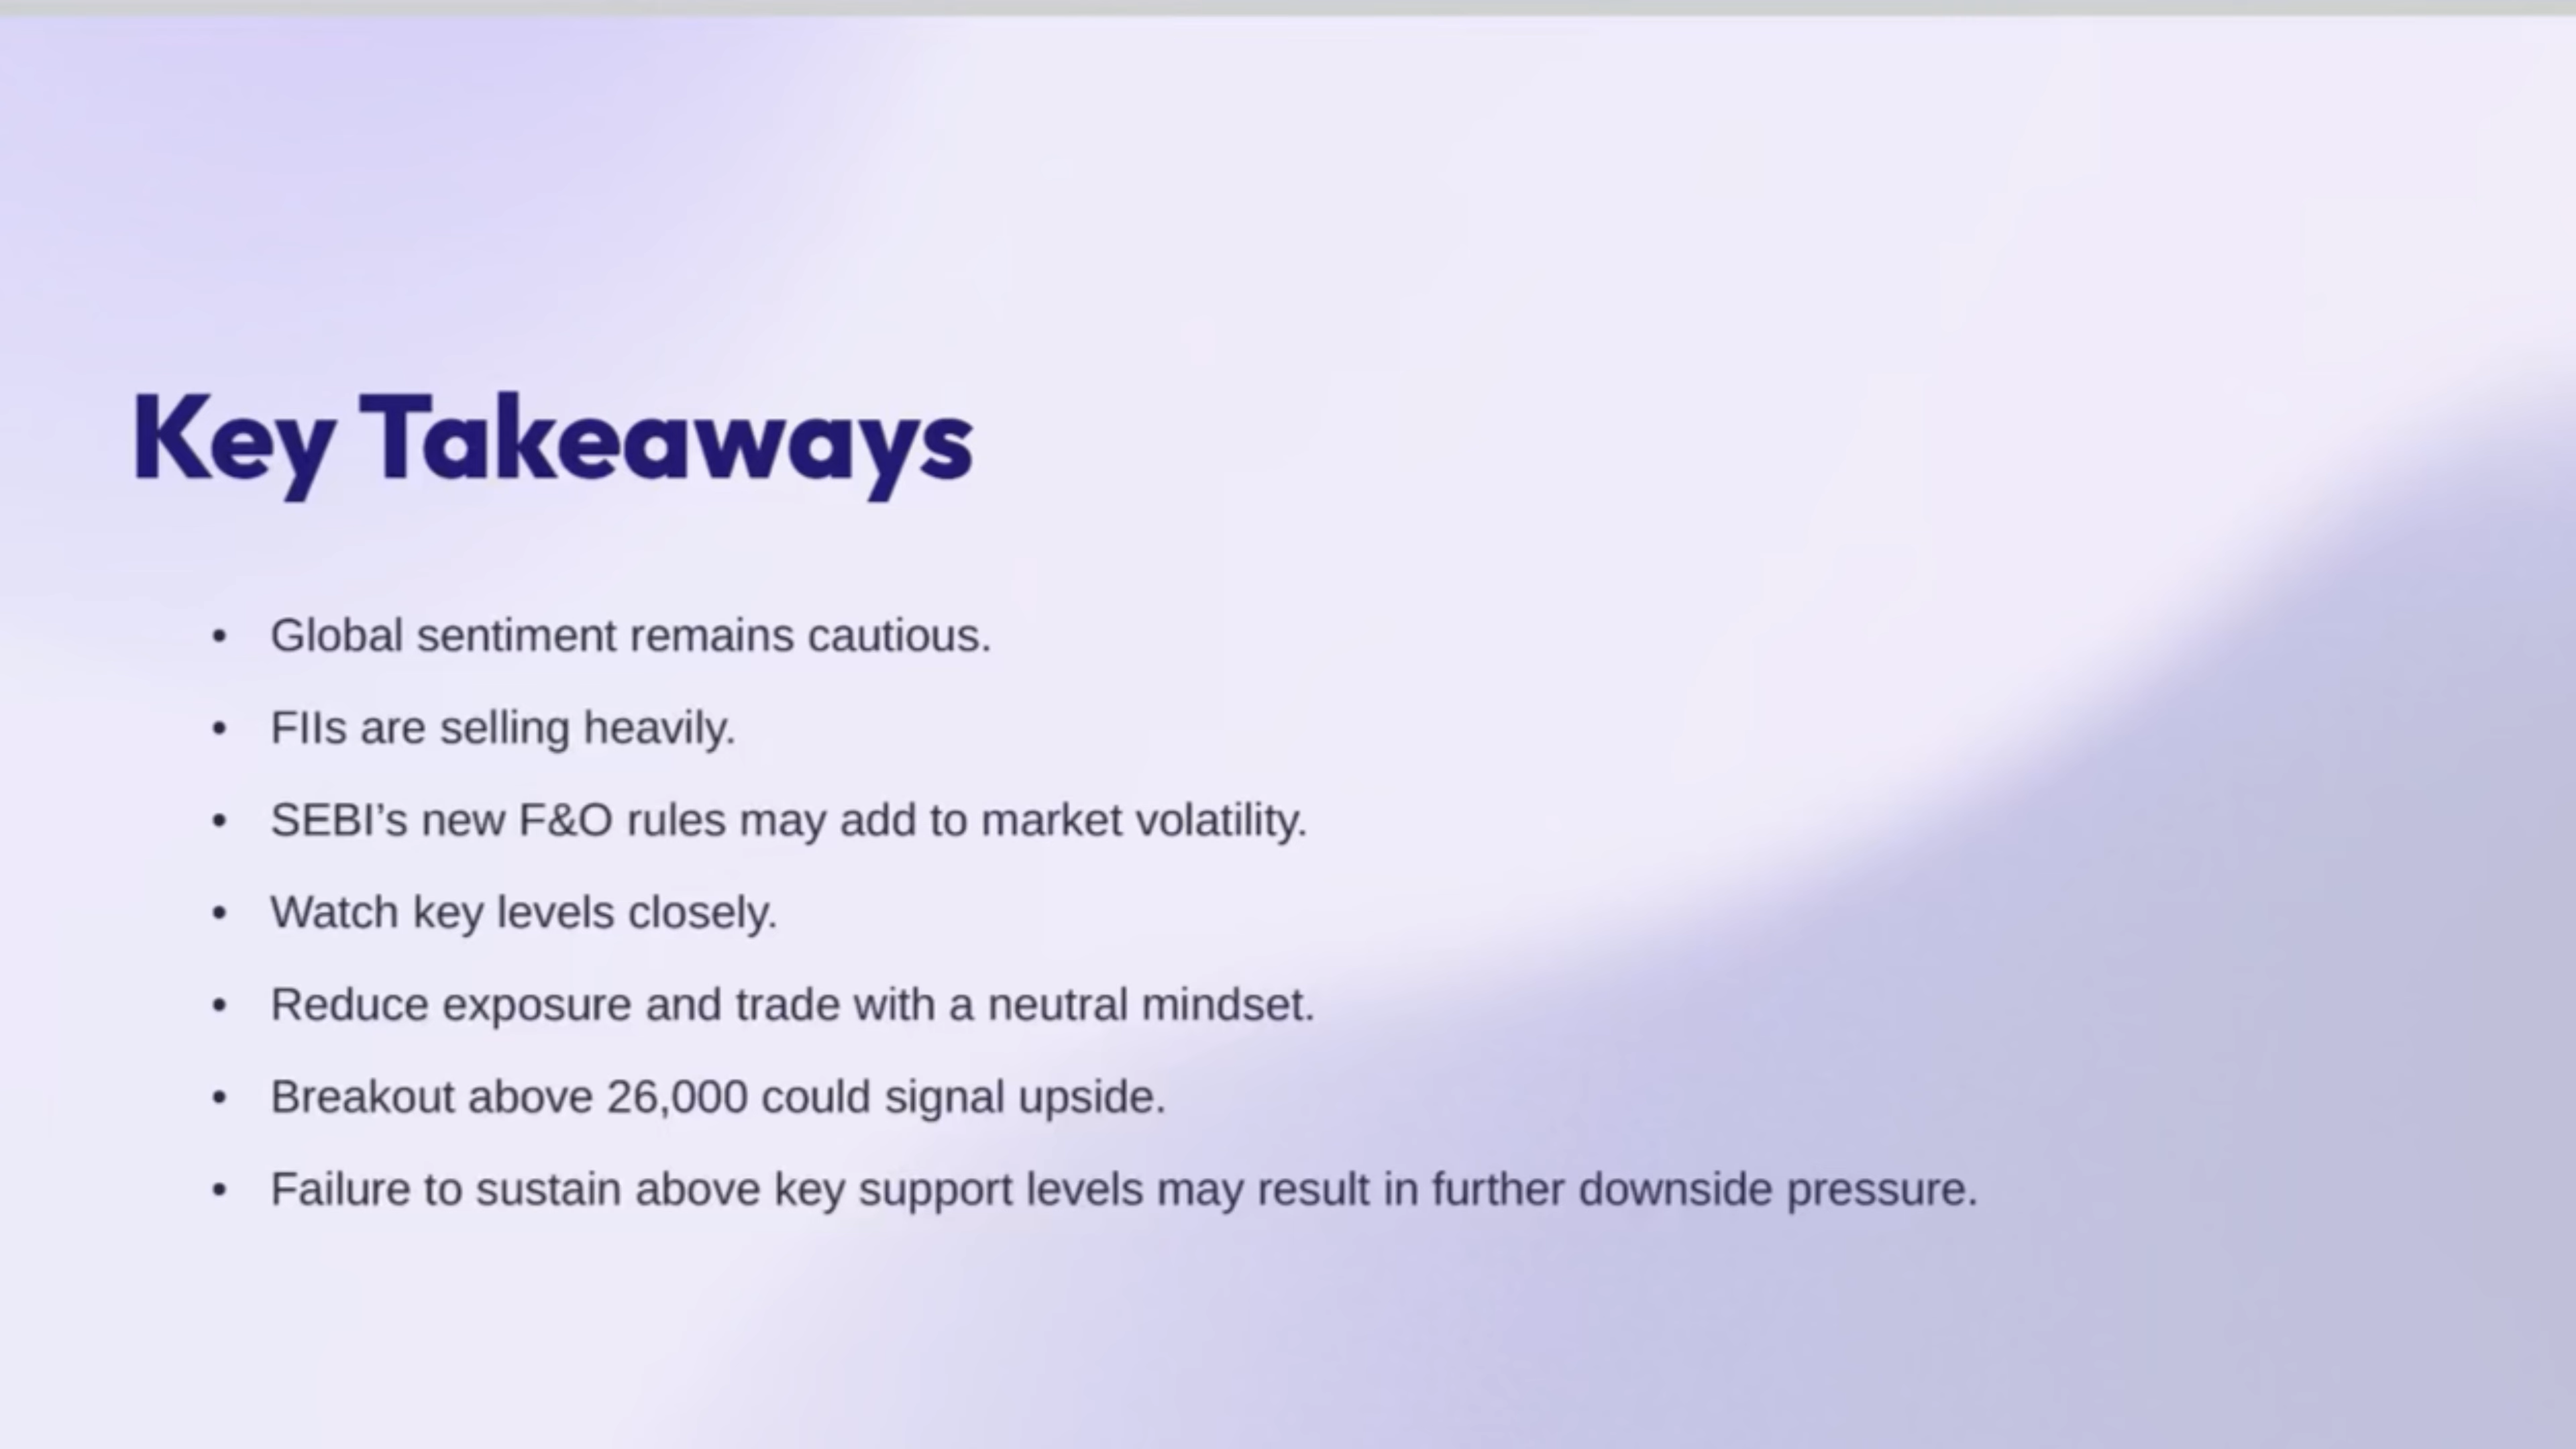 Key Takeaways
• Global sentiment remains cautious.
• FIIs are selling heavily.
• SEBI’s new F&O rules may add to market volatility.
• Watch key levels closely.
• Reduce exposure and trade with a neutral mindset.
• Breakout above 26,000 could signal upside.
• Failure to sustain above key support levels may result in further downside pressure.